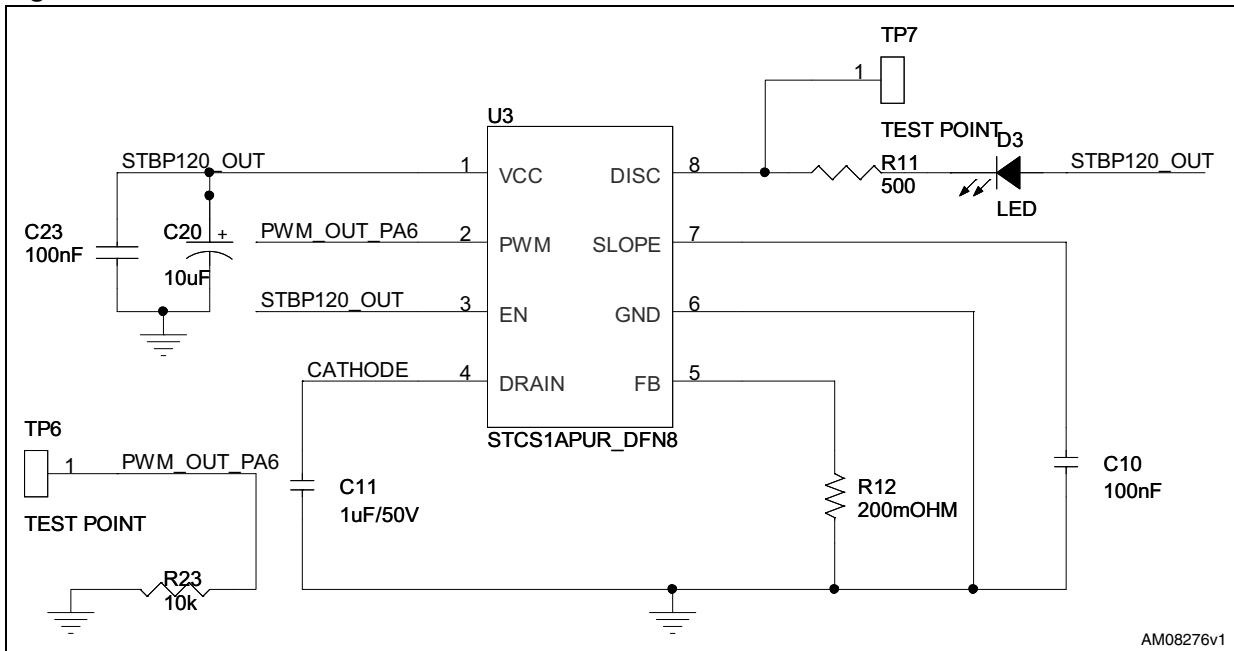 TP7
1
U3
TEST POINT
D3
STBP120_OUT
1
VCC
DISC
8
R11
500
STBP120_OUT
LED
C23
100nF
C20
+
10uF
PWM_OUT_PA6
2
PWM
SLOPE
7
STBP120_OUT
3
EN
GND
6
CATHODE
4
DRAIN
FB
5
STCS1APUR_DFN8
TP6
1
PWM_OUT_PA6
TEST POINT
C11
1uF/50V
R12
200mOHM
C10
100nF
R23
10k
AM08276v1